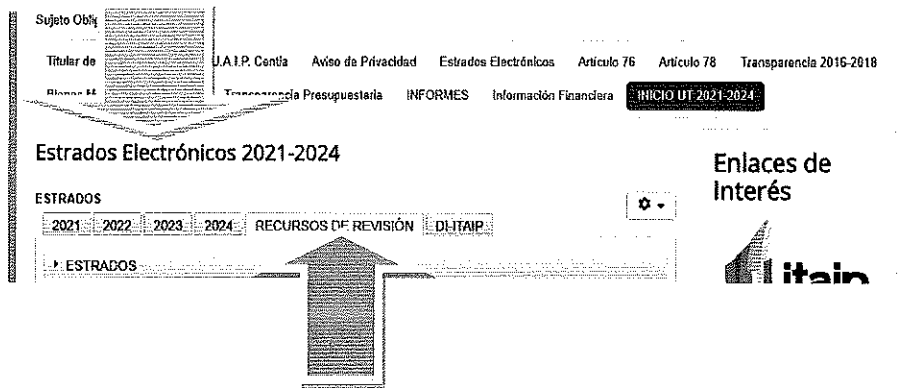 Sujeto Oblig
Titular de U.A.I.P. Centla Aviso de Privacidad Estrados Electrónicos Artículo 76 Artículo 78 Transparencia 2016-2018
Bienes Transparencia Presupuestaria INFORMES Información Financiera INICIO UT-2021-2024
Estrados Electrónicos 2021-2024
Enlaces de
Interés
ESTRADOS
2021 2022 2023 2024 RECURSOS DE REVISIÓN DI-ITAIP
ESTRADOS
itaip